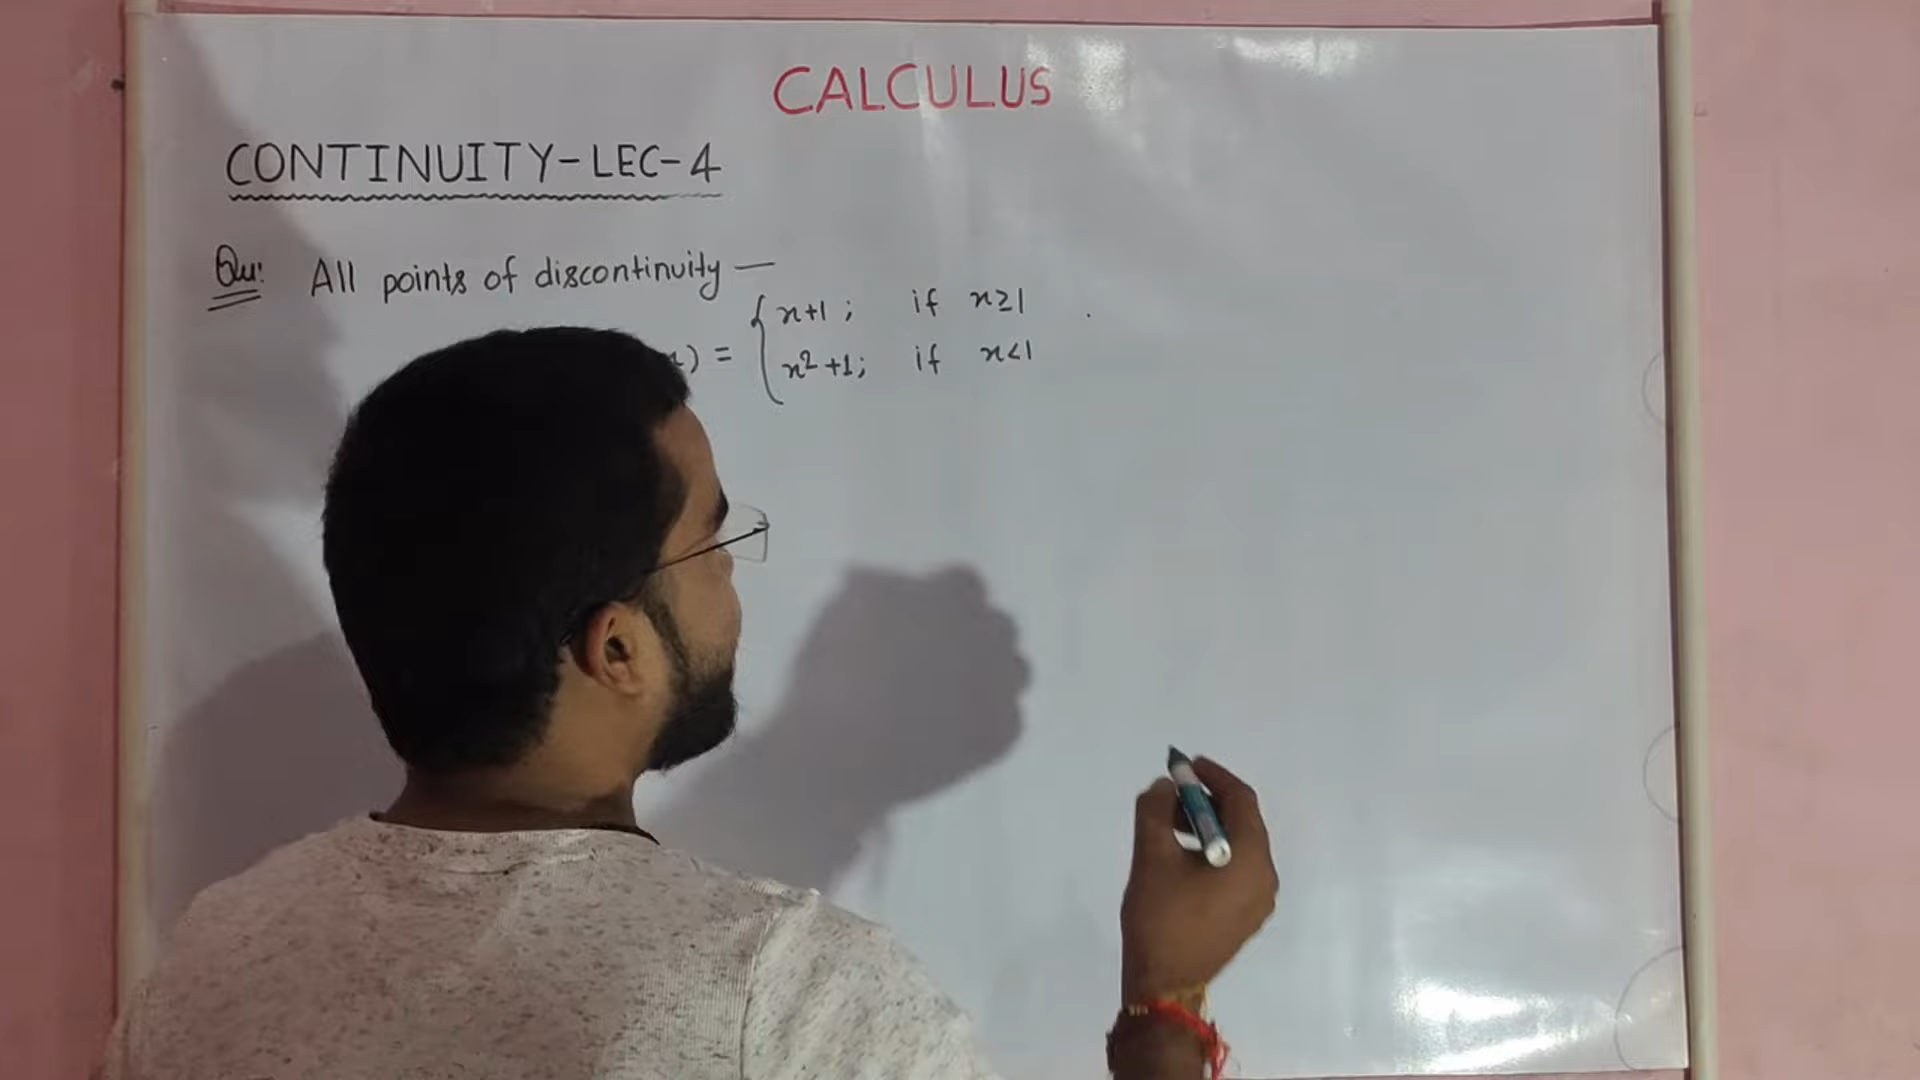 CALCULUS
CONTINUITY-LEC-4
Qu: All points of discontinuity —
x+1 ; if x≥1
x) = {
x²+1; if x<1